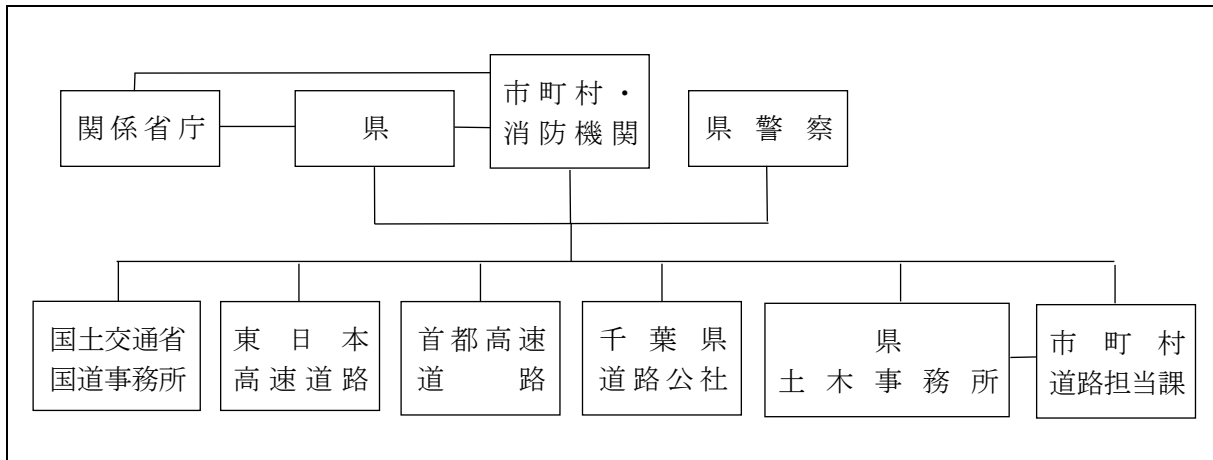 関係省庁
県
市町村・
消防機関
県警察
国土交通省
国道事務所
東日本
高速道路
首都高速
道路
千葉県
道路公社
県
土木事務所
市町村
道路担当課